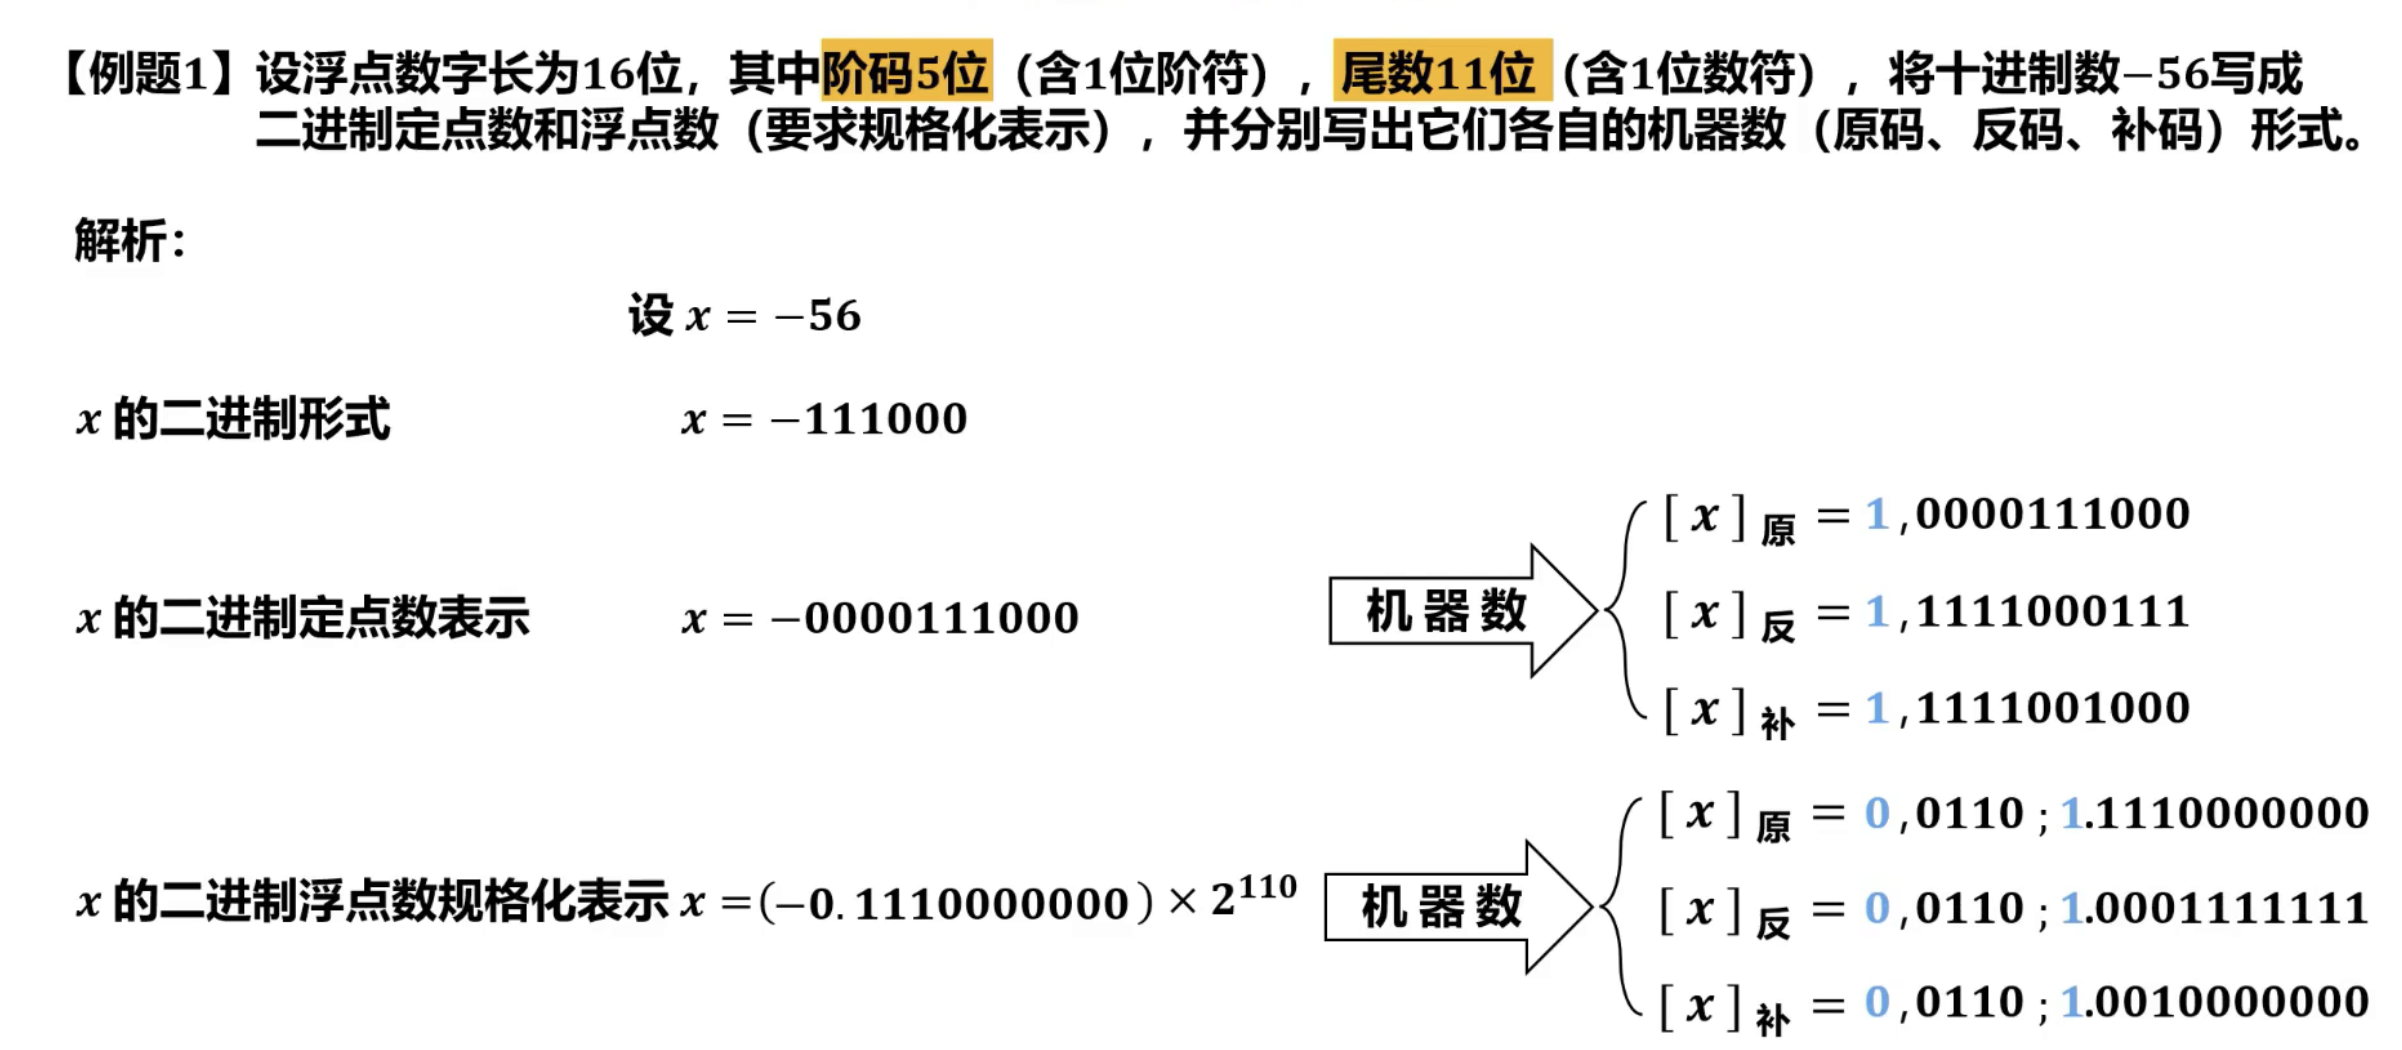 【例题1】设浮点数字长为16位，其中阶码5位（含1位阶符），尾数11位（含1位数符），将十进制数−56写成
二进制定点数和浮点数（要求规格化表示），并分别写出它们各自的机器数（原码、反码、补码）形式。
解析：
设 x = −56
x 的二进制形式 x = −111000
x 的二进制定点数表示 x = −0000111000
机器数
[x]原 = 1,0000111000
[x]反 = 1,1111000111
[x]补 = 1,1111001000
x 的二进制浮点数规格化表示 x =(−0.1110000000) × 2^110
机器数
[x]原 = 0,0110 ; 1.1110000000
[x]反 = 0,0110 ; 1.0001111111
[x]补 = 0,0110 ; 1.0010000000